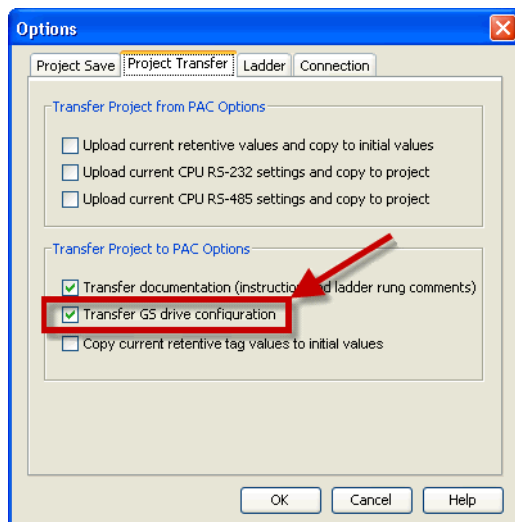 Options
Project Save Project Transfer Ladder Connection
Transfer Project from PAC Options
Upload current retentive values and copy to initial values
Upload current CPU RS-232 settings and copy to project
Upload current CPU RS-485 settings and copy to project
Transfer Project to PAC Options
Transfer documentation (instruction and ladder rung comments)
Transfer GS drive configuration
Copy current retentive tag values to initial values
OK Cancel Help